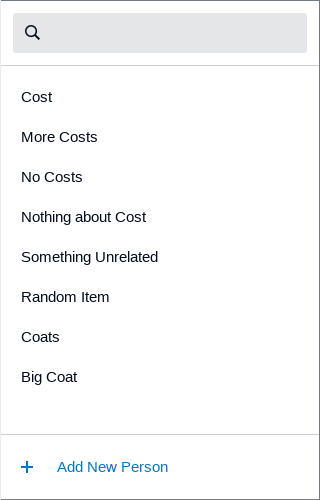 Cost
More Costs
No Costs
Nothing about Cost
Something Unrelated
Random Item
Coats
Big Coat
Add New Person